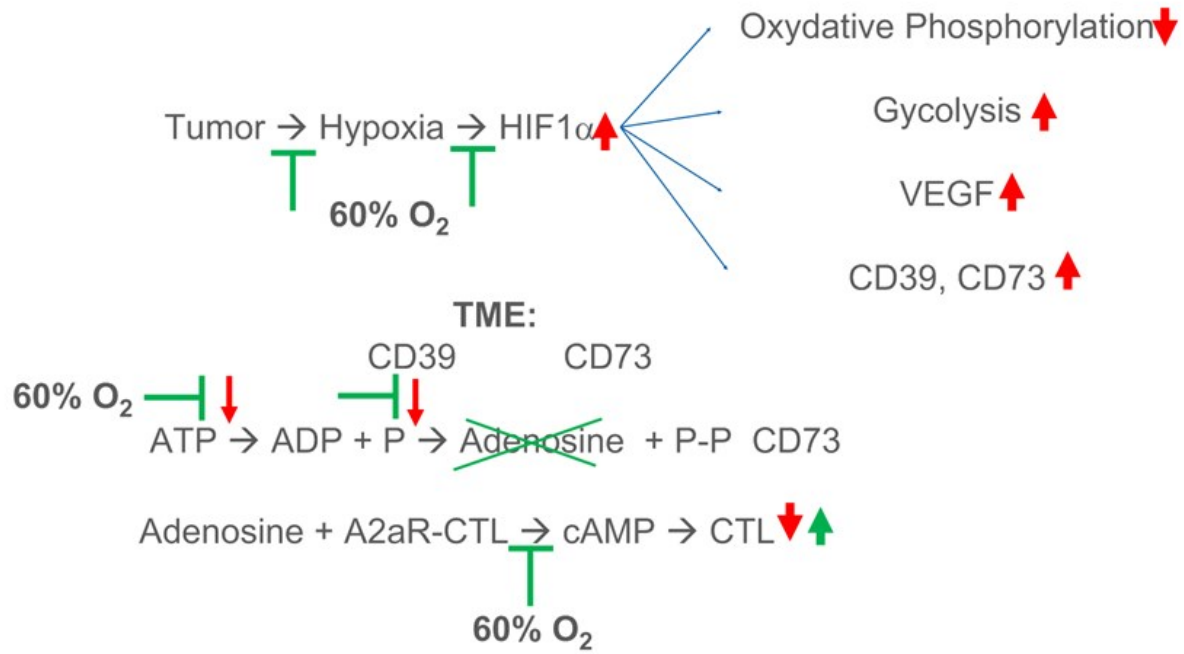 Oxydative Phosphorylation
Gycolysis
Tumor → Hypoxia → HIF1α
VEGF
60% O₂
CD39, CD73
TME:
CD39 CD73
60% O₂
ATP → ADP + P → Adenosine + P-P CD73
Adenosine + A2aR-CTL → cAMP → CTL
60% O₂